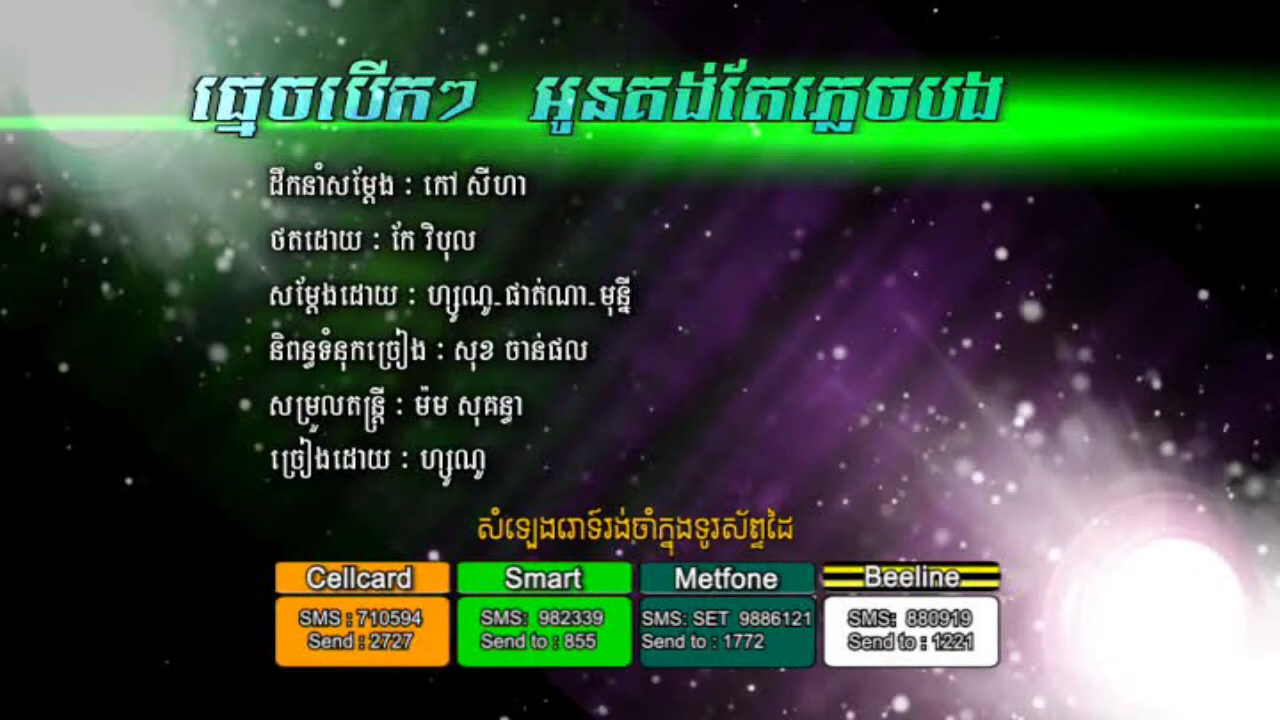 ធ្មេចបើកៗ អូនគង់តែភ្លេចបង
ដឹកនាំសម្តែង : កៅ សីហា
ថតដោយ : កែ វិបុល
សម្តែងដោយ : ហ្សូណូ-ផាត់ណា-មុន្នី
និពន្ធទំនុកច្រៀង : សុខ ចាន់ផល
សម្រួលតន្ត្រី : ម៉ម សុគន្ធា
ច្រៀងដោយ : ហ្សូណូ
សំឡេងរោទ៍រង់ចាំក្នុងទូរស័ព្ទដៃ
Cellcard Smart Metfone Beeline
SMS : 710594 SMS: 982339 SMS: SET 9886121 SMS: 880919
Send : 2727 Send to : 855 Send to : 1772 Send to : 1221